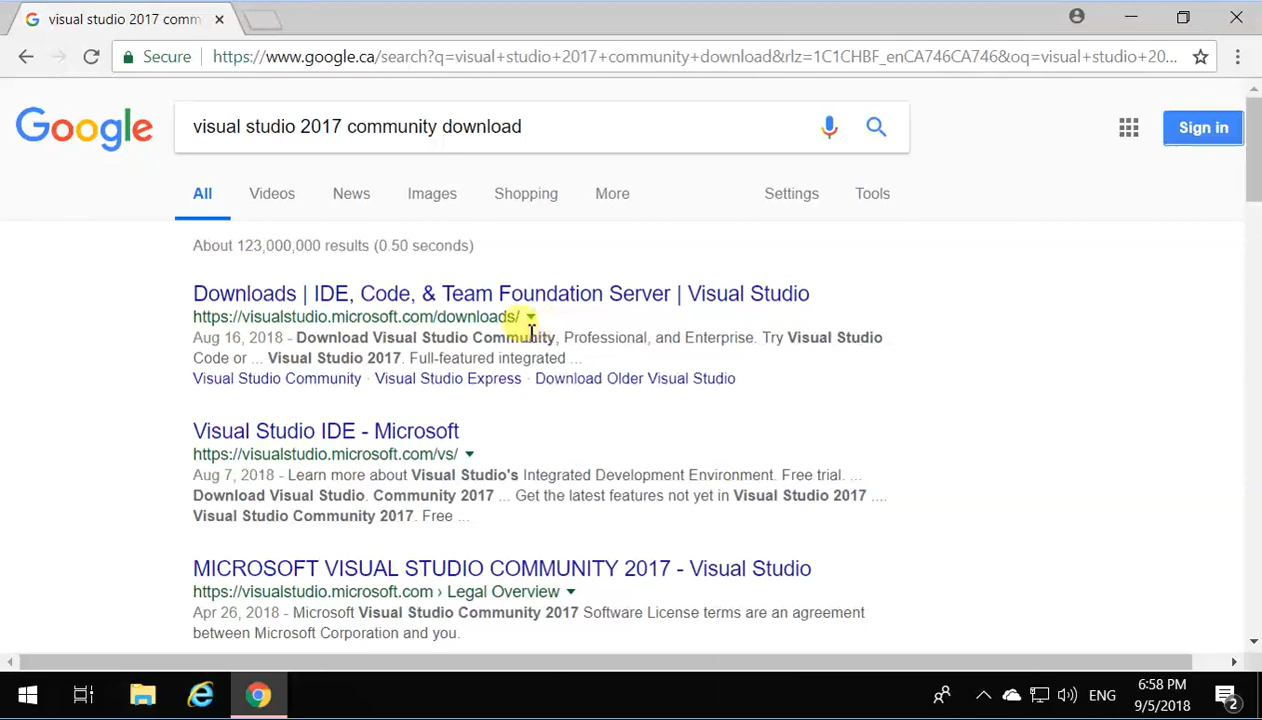 visual studio 2017 comm
Secure
https://www.google.ca/search?q=visual+studio+2017+community+download&rlz=1C1CHBF_enCA746CA746&oq=visual+studio+20...
Google
visual studio 2017 community download
Sign in
All Videos News Images Shopping More Settings Tools
About 123,000,000 results (0.50 seconds)
Downloads | IDE, Code, & Team Foundation Server | Visual Studio
https://visualstudio.microsoft.com/downloads/
Aug 16, 2018 - Download Visual Studio Community, Professional, and Enterprise. Try Visual Studio
Code or ... Visual Studio 2017. Full-featured integrated ...
Visual Studio Community · Visual Studio Express · Download Older Visual Studio
Visual Studio IDE - Microsoft
https://visualstudio.microsoft.com/vs/
Aug 7, 2018 - Learn more about Visual Studio's Integrated Development Environment. Free trial. ...
Download Visual Studio. Community 2017 ... Get the latest features not yet in Visual Studio 2017 ....
Visual Studio Community 2017. Free ...
MICROSOFT VISUAL STUDIO COMMUNITY 2017 - Visual Studio
https://visualstudio.microsoft.com › Legal Overview
Apr 26, 2018 - Microsoft Visual Studio Community 2017 Software License terms are an agreement
between Microsoft Corporation and you.
ENG
6:58 PM
9/5/2018
2